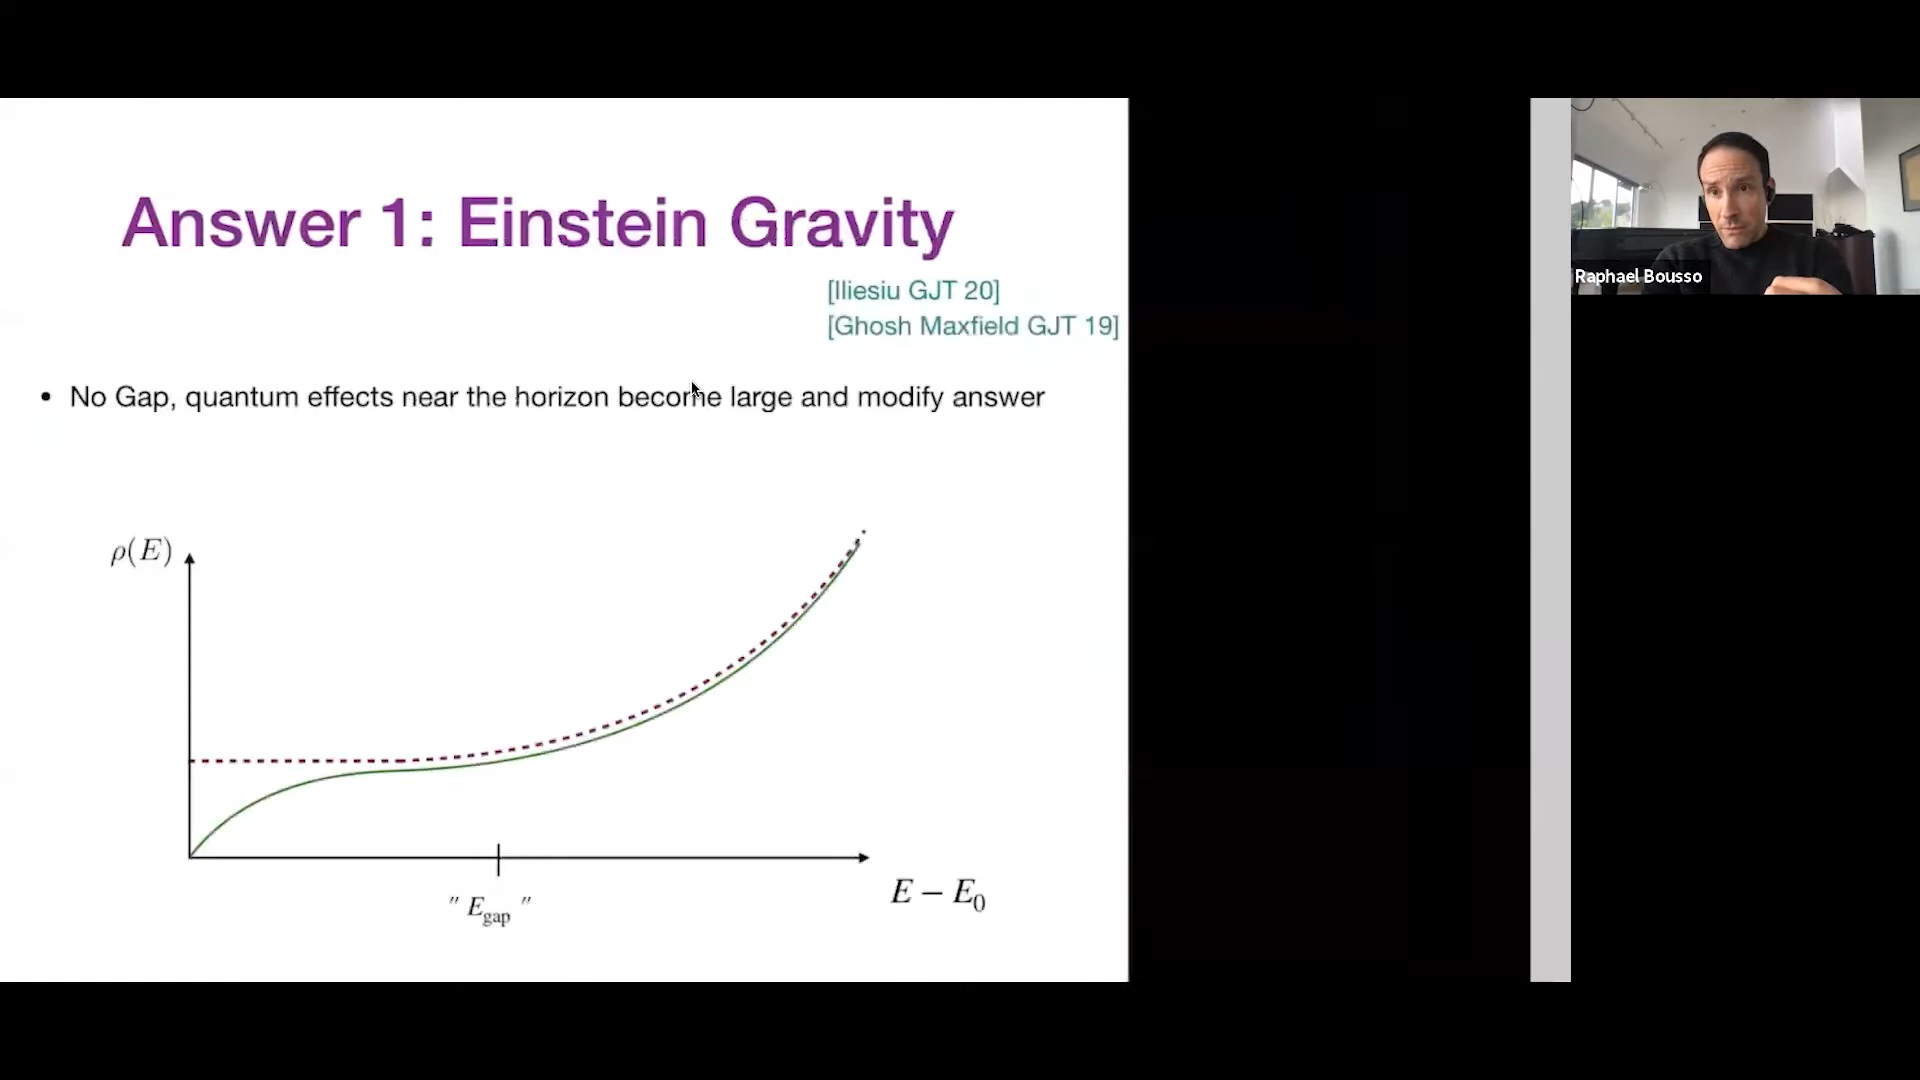 Answer 1: Einstein Gravity
[Iliesiu GJT 20]
[Ghosh Maxfield GJT 19]
• No Gap, quantum effects near the horizon become large and modify answer
ρ(E)
E − E₀
" E_gap "
Raphael Bousso